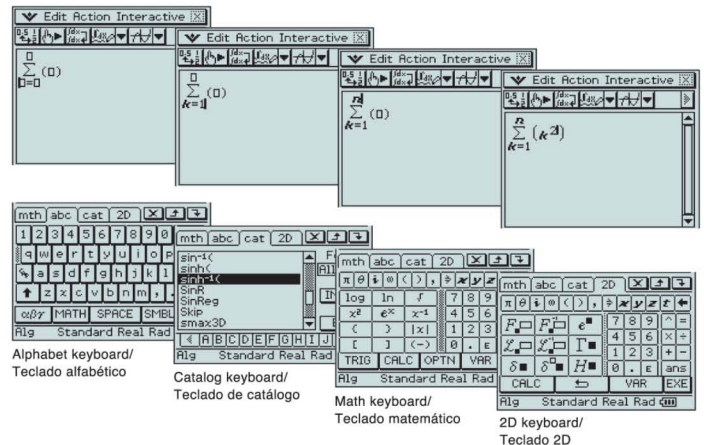 Edit Action Interactive
Σ(□)
□=□
Edit Action Interactive
Σ(□)
k=1
Edit Action Interactive
n
Σ(□)
k=1
Edit Action Interactive
n
Σ(k2)
k=1
mth abc cat 2D
1 2 3 4 5 6 7 8 9 0
q w e r t y u i o p
a s d f g h j k l
z x c v b n m , .
αβγ MATH SPACE SMBL
Alg Standard Real Rad
Alphabet keyboard/
Teclado alfabético
mth abc cat 2D
sin-1(
sinh(
sinh-1(
SinR
SinReg
Skip
smax3D
A B C D E F G H I J
Alg Standard Real Rad
Catalog keyboard/
Teclado de catálogo
mth abc cat 2D
π θ i ∞ ( ) , ⇒ x y z
log ln √ 7 8 9
x2 ex x-1 4 5 6
( ) |x| 1 2 3
[ ] (−) 0 . E
TRIG CALC OPTN VAR
Alg Standard Real Rad
Math keyboard/
Teclado matemático
mth abc cat 2D
π θ i ∞ ( ) , ⇒ x y z t
F F e 7 8 9 ^ =
L L Γ 4 5 6 × ÷
δ δ H 1 2 3 + −
0 . E ans
CALC VAR EXE
Alg Standard Real Rad
2D keyboard/
Teclado 2D